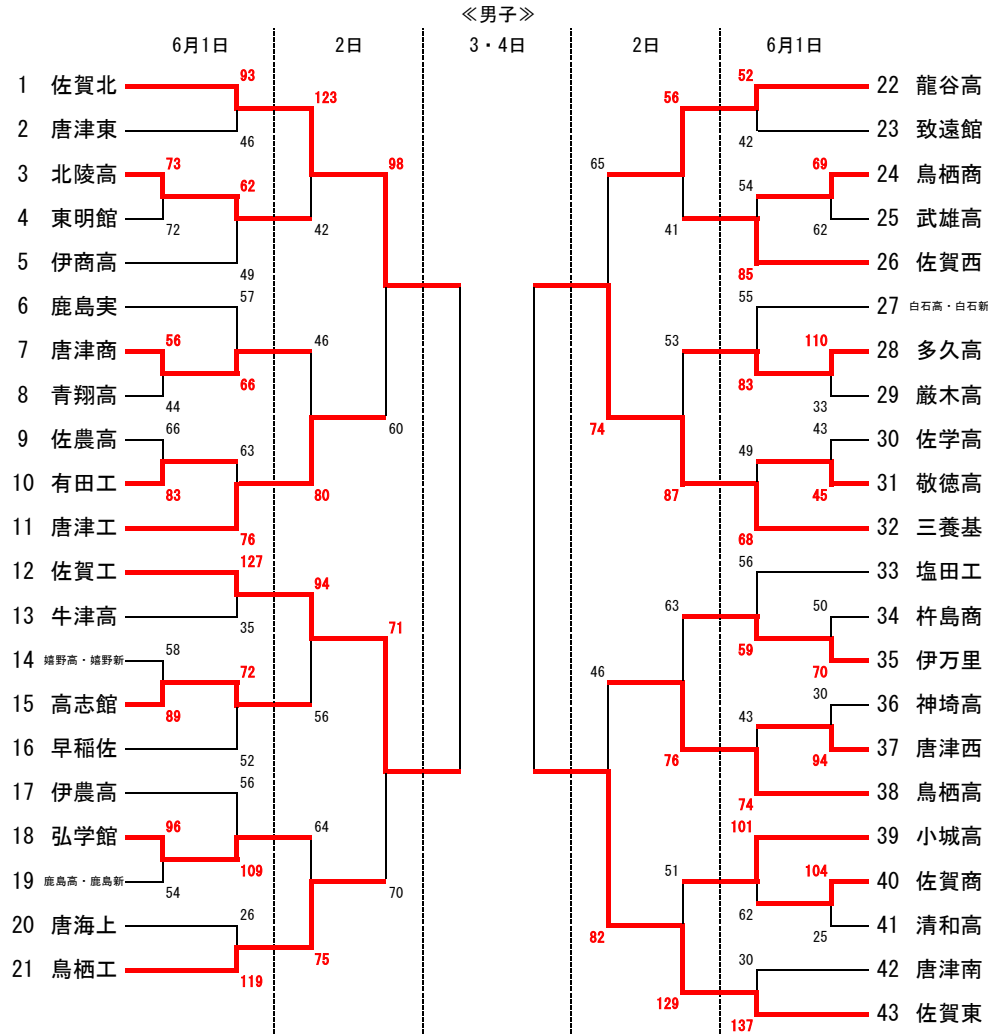 ≪男子≫
6月1日 2日 3・4日 2日 6月1日
93 52
1 佐賀北 123 56 22 龍谷高
2 唐津東 23 致遠館
46 42
73 98 65 69
3 北陵高 62 54 24 鳥栖商
4 東明館 25 武雄高
72 42 41 62
5 伊商高 26 佐賀西
49 85
57 55
6 鹿島実 27 白石高・白石新
56 46 53 110
7 唐津商 28 多久高
66 83
8 青翔高 29 厳木高
44 33
66 60 74 43
9 佐農高 63 49 30 佐学高
10 有田工 31 敬徳高
83 80 87 45
11 唐津工 32 三養基
76 68
127 56
12 佐賀工 94 33 塩田工
63 50
13 牛津高 35 34 杵島商
58 71 59
14 嬉野高・嬉野新 72 46 35 伊万里
70
30
15 高志館 36 神埼高
89 56 43
16 早稲佐 37 唐津西
52 76 94
56
17 伊農高 38 鳥栖高
74
96 64 101
18 弘学館 39 小城高
109 51 104
19 鹿島高・鹿島新 40 佐賀商
54 70 62
26
20 唐海上 41 清和高
75 82 25
30
21 鳥栖工 42 唐津南
119
129
43 佐賀東
137